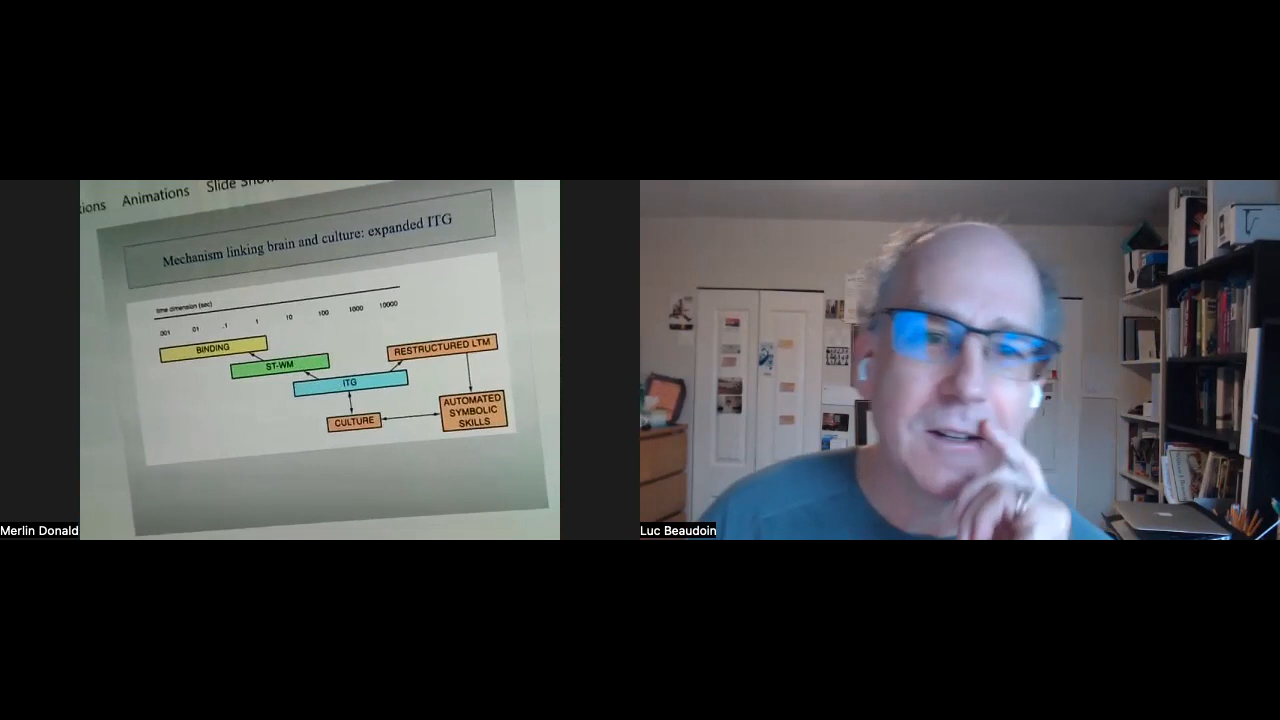 tions Animations Slide Show
Mechanism linking brain and culture: expanded ITG
time dimension (sec)
.001 .01 .1 1 10 100 1000 10000
BINDING
RESTRUCTURED LTM
ST-WM
ITG
CULTURE
AUTOMATED
SYMBOLIC
SKILLS
Merlin Donald
Luc Beaudoin